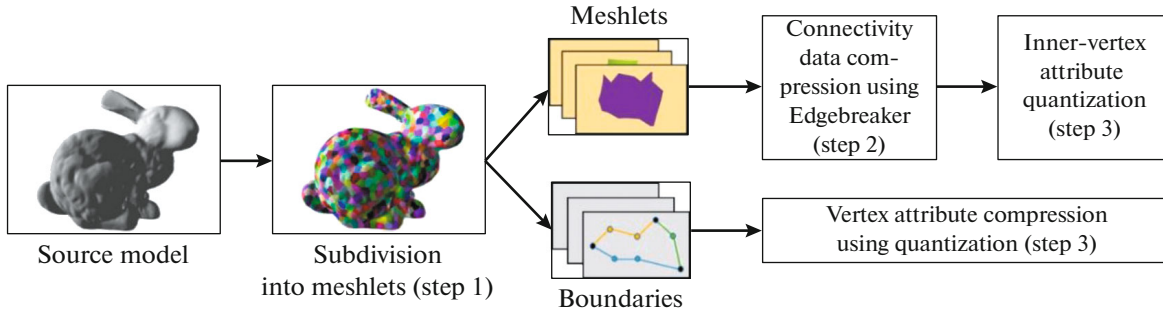 Source model
Subdivision
into meshlets (step 1)
Meshlets
Connectivity
data com-
pression using
Edgebreaker
(step 2)
Inner-vertex
attribute
quantization
(step 3)
Boundaries
Vertex attribute compression
using quantization (step 3)